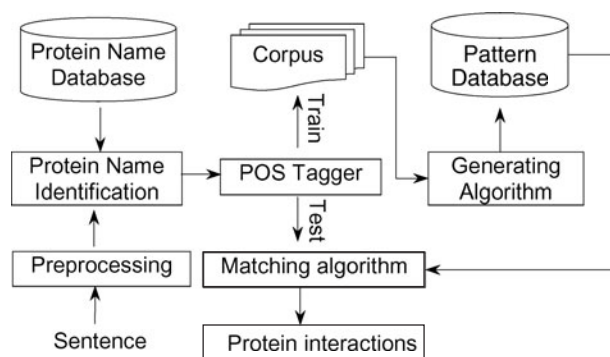 Protein Name
Database
Corpus
Pattern
Database
Train
Protein Name
Identification
POS Tagger
Generating
Algorithm
Test
Preprocessing
Matching algorithm
Sentence
Protein interactions